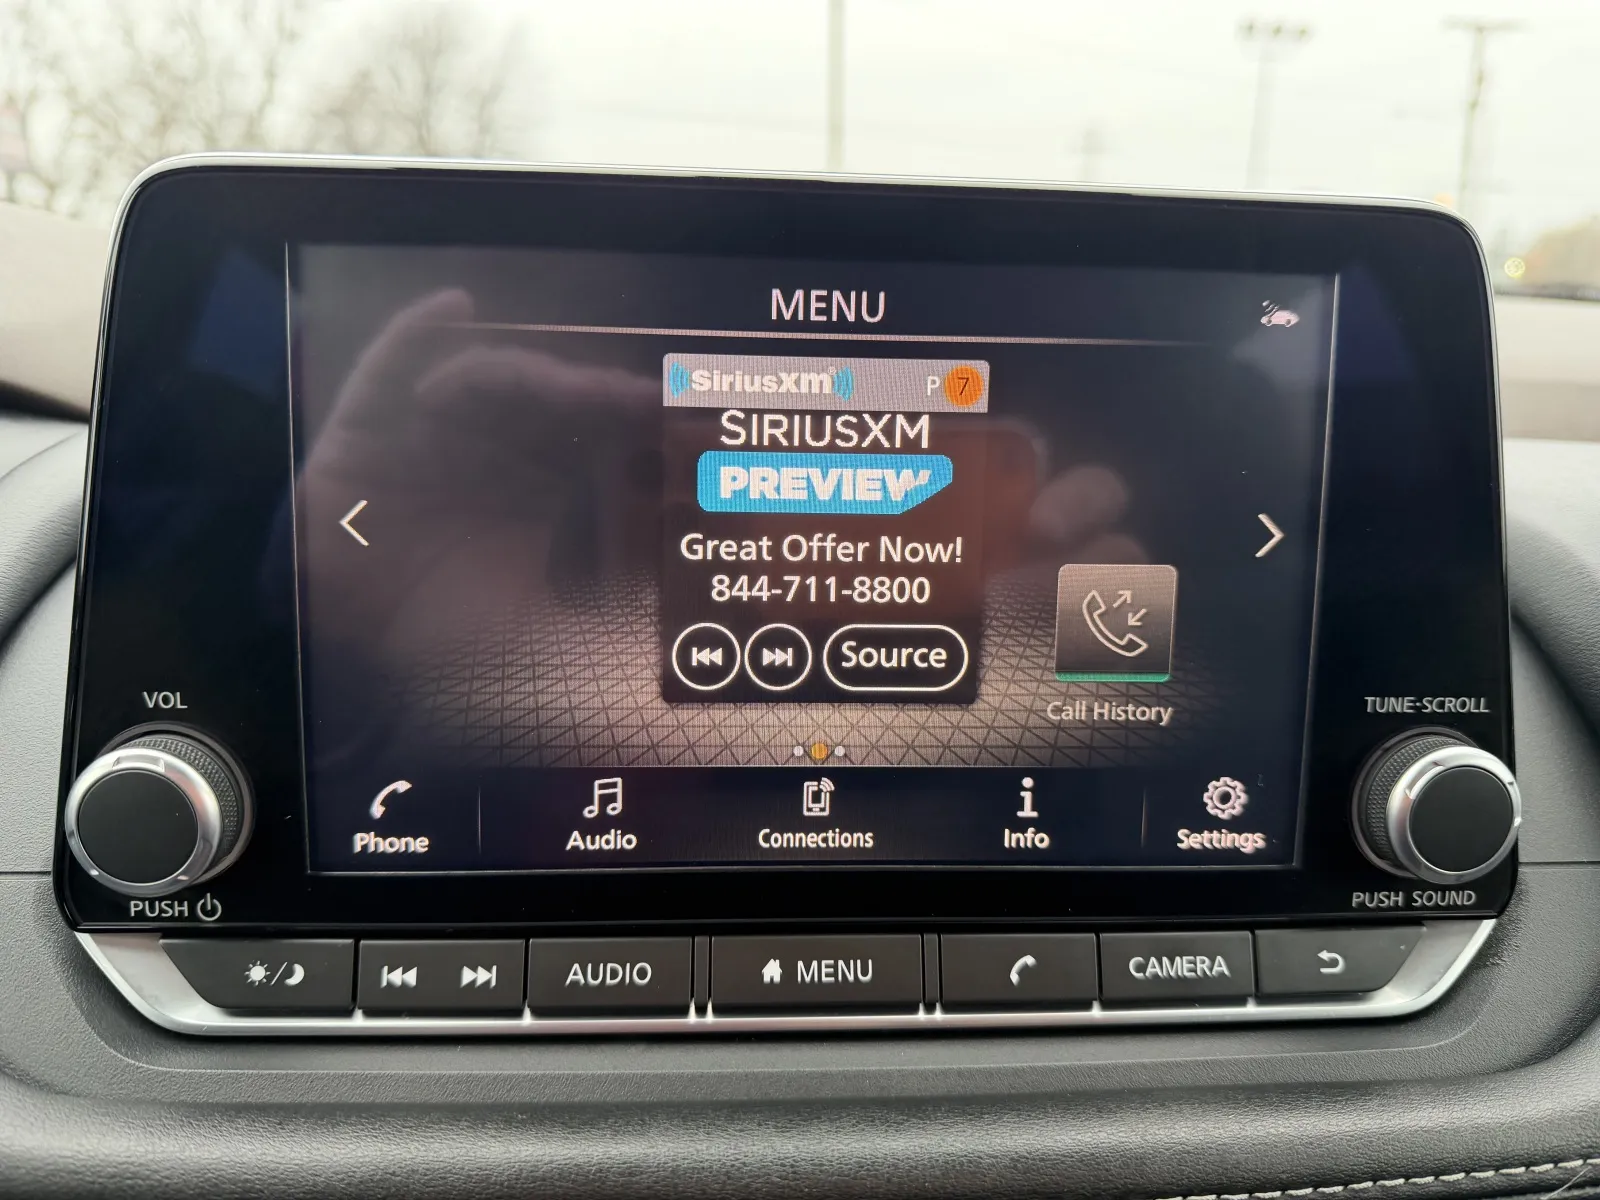 MENU
SiriusXM® P 7
SIRIUSXM
PREVIEW
Great Offer Now!
844-711-8800
Source
Call History
VOL
TUNE·SCROLL
Phone
Audio
Connections
Info
Settings
PUSH
PUSH SOUND
AUDIO
MENU
CAMERA